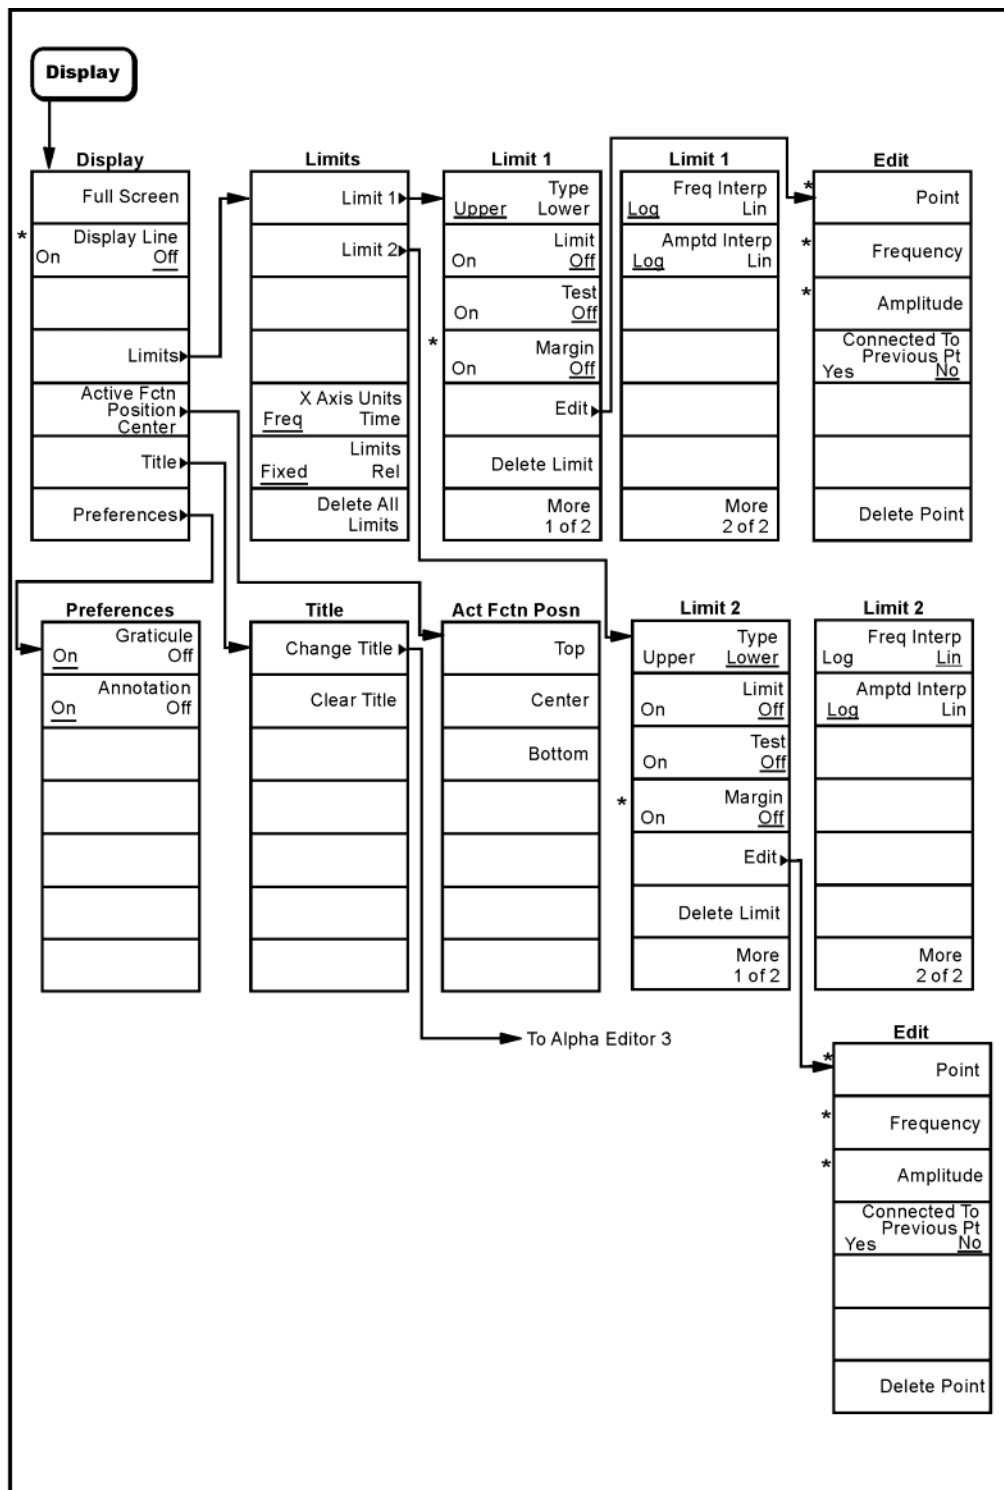 Display
Display
Full Screen
*
Display Line
On Off
Limits
Active Fctn
Position
Center
Title
Preferences
Limits
Limit 1
Limit 2
X Axis Units
Freq Time
Limits
Fixed Rel
Delete All
Limits
Limit 1
Type
Upper Lower
Limit
On Off
Test
On Off
*
Margin
On Off
Edit
Delete Limit
More
1 of 2
Limit 1
Freq Interp
Log Lin
Amptd Interp
Log Lin
More
2 of 2
Edit
*
Point
*
Frequency
*
Amplitude
Connected To
Previous Pt
Yes No
Delete Point
Preferences
Graticule
On Off
Annotation
On Off
Title
Change Title
Clear Title
Act Fctn Posn
Top
Center
Bottom
Limit 2
Type
Upper Lower
Limit
On Off
Test
On Off
*
Margin
On Off
Edit
Delete Limit
More
1 of 2
Limit 2
Freq Interp
Log Lin
Amptd Interp
Log Lin
More
2 of 2
To Alpha Editor 3
Edit
*
Point
*
Frequency
*
Amplitude
Connected To
Previous Pt
Yes No
Delete Point